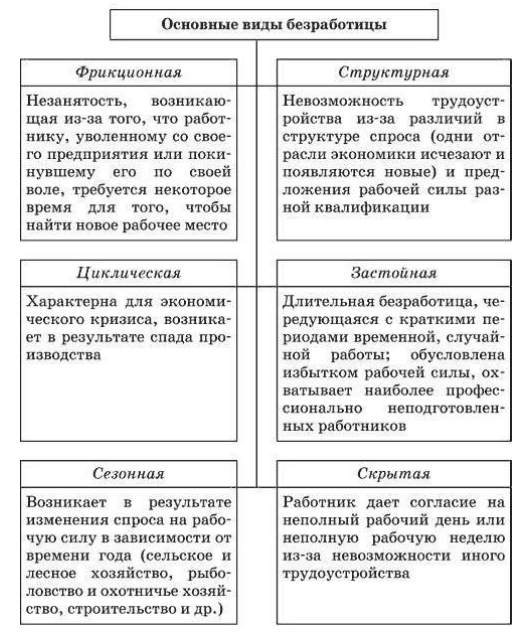 Основные виды безработицы
Фрикционная
Незанятость, возникаю-
щая из-за того, что работ-
нику, уволенному со свое-
го предприятия или поки-
нувшему его по своей
воле, требуется некоторое
время для того, чтобы
найти новое рабочее место
Структурная
Невозможность трудоуст-
ройства из-за различий в
структуре спроса (одни от-
расли экономики исчезают и
появляются новые) и пред-
ложения рабочей силы раз-
ной квалификации
Циклическая
Характерна для экономи-
ческого кризиса, возника-
ет в результате спада про-
изводства
Застойная
Длительная безработица, че-
редующаяся с краткими пе-
риодами временной, случай-
ной работы; обусловлена
избытком рабочей силы, ох-
ватывает наиболее профес-
сионально неподготовлен-
ных работников
Сезонная
Возникает в результате
изменения спроса на рабо-
чую силу в зависимости от
времени года (сельское и
лесное хозяйство, рыбо-
ловство и охотничье хозяй-
ство, строительство и др.)
Скрытая
Работник дает согласие на
неполный рабочий день или
неполную рабочую неделю
из-за невозможности иного
трудоустройства